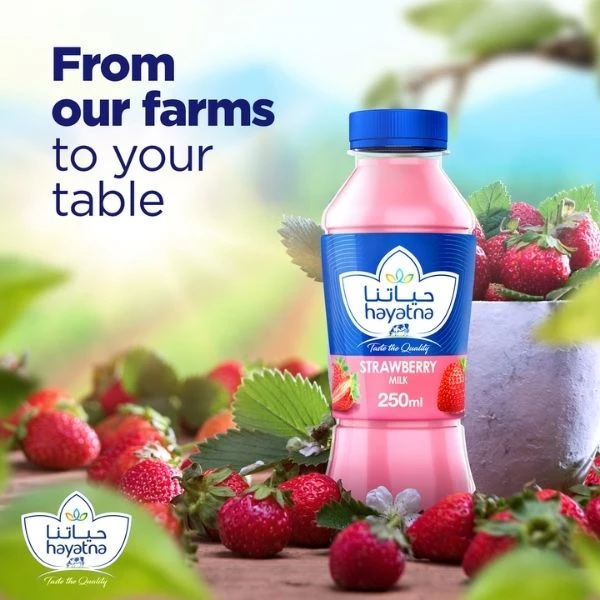 From
our farms
to your
table
حياتنا
hayatna
Taste the Quality
STRAWBERRY
MILK
250ml
حياتنا
hayatna
Taste the Quality